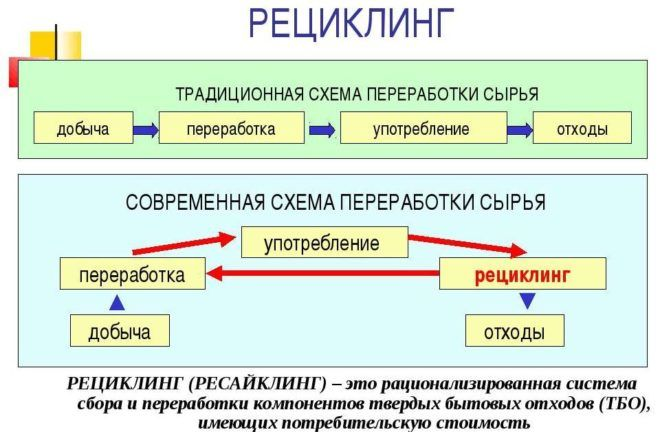 РЕЦИКЛИНГ
ТРАДИЦИОННАЯ СХЕМА ПЕРЕРАБОТКИ СЫРЬЯ
добыча переработка употребление отходы
СОВРЕМЕННАЯ СХЕМА ПЕРЕРАБОТКИ СЫРЬЯ
употребление
переработка рециклинг
добыча отходы
РЕЦИКЛИНГ (РЕСАЙКЛИНГ) – это рационализированная система
сбора и переработки компонентов твердых бытовых отходов (ТБО),
имеющих потребительскую стоимость